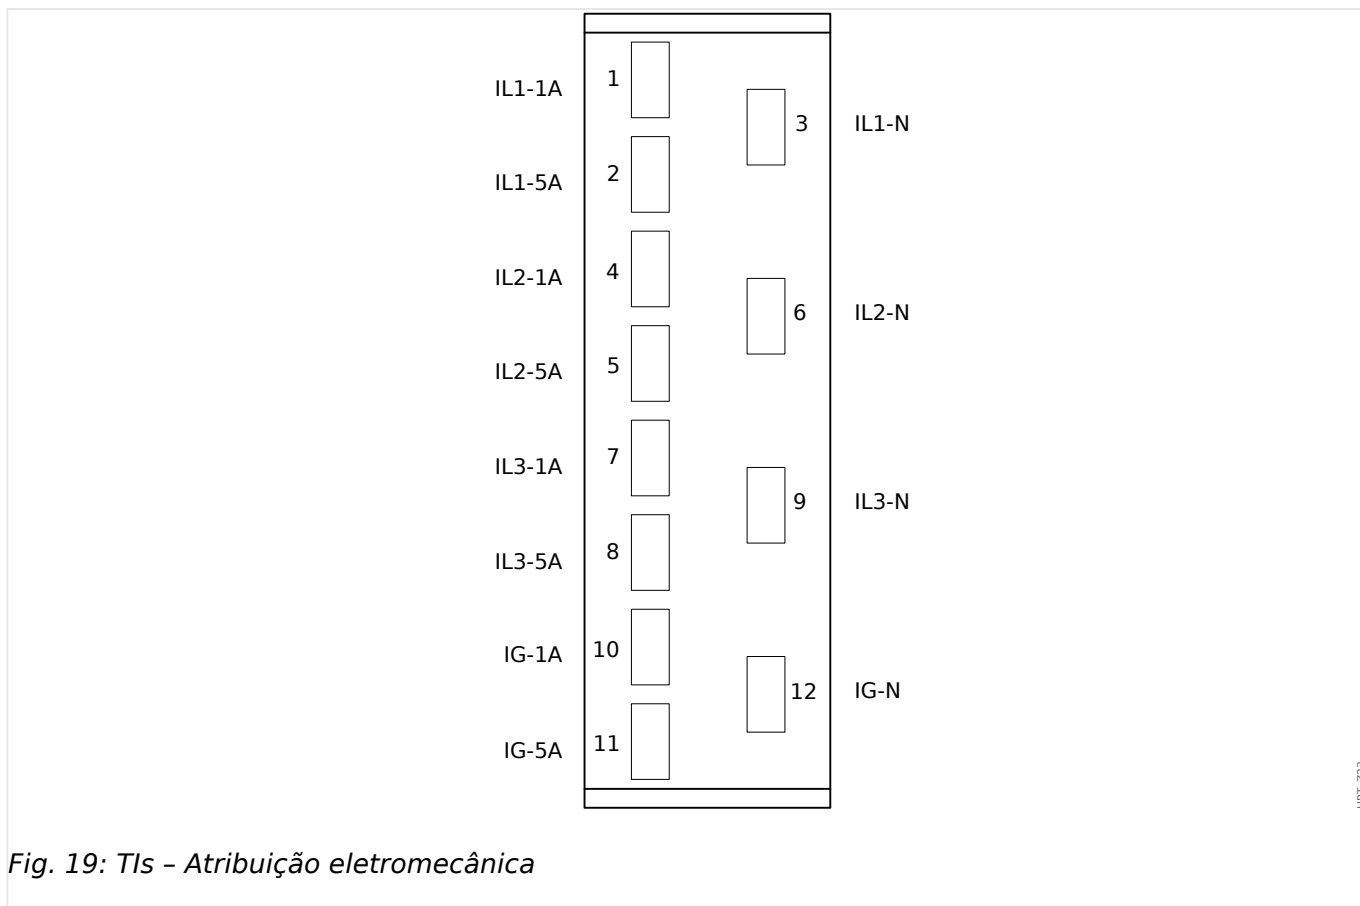 IL1-1A 1
3 IL1-N
IL1-5A 2
IL2-1A 4
6 IL2-N
IL2-5A 5
IL3-1A 7
9 IL3-N
IL3-5A 8
IG-1A 10
12 IG-N
IG-5A 11
Fig. 19: TIs – Atribuição eletromecânica